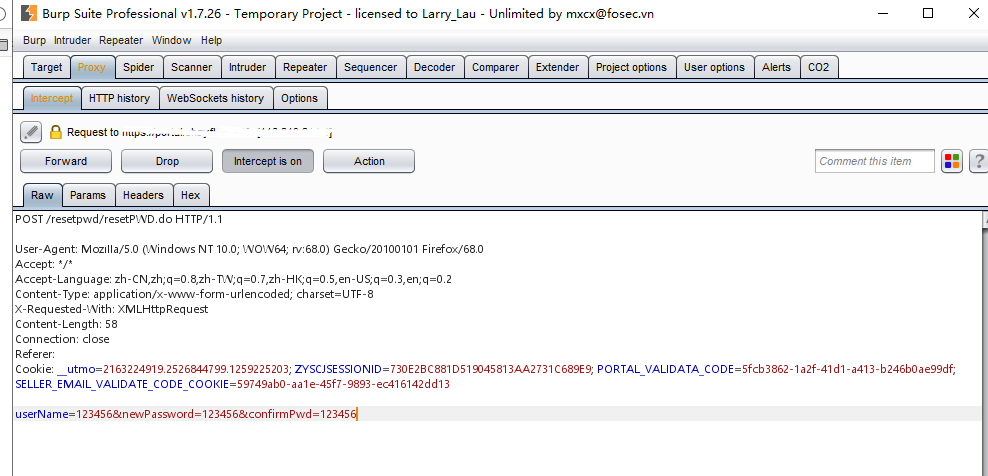 Burp Suite Professional v1.7.26 - Temporary Project - licensed to Larry_Lau - Unlimited by mxcx@fosec.vn
Burp Intruder Repeater Window Help
Target Proxy Spider Scanner Intruder Repeater Sequencer Decoder Comparer Extender Project options User options Alerts CO2
Intercept HTTP history WebSockets history Options
Request to
Forward Drop Intercept is on Action Comment this item ?
Raw Params Headers Hex
POST /resetpwd/resetPWD.do HTTP/1.1
User-Agent: Mozilla/5.0 (Windows NT 10.0; WOW64; rv:68.0) Gecko/20100101 Firefox/68.0
Accept: */*
Accept-Language: zh-CN,zh;q=0.8,zh-TW;q=0.7,zh-HK;q=0.5,en-US;q=0.3,en;q=0.2
Content-Type: application/x-www-form-urlencoded; charset=UTF-8
X-Requested-With: XMLHttpRequest
Content-Length: 58
Connection: close
Referer:
Cookie: __utmo=2163224919.2526844799.1259225203; ZYSCJSESSIONID=730E2BC881D519045813AA2731C689E9; PORTAL_VALIDATA_CODE=5fcb3862-1a2f-41d1-a413-b246b0ae99df;
SELLER_EMAIL_VALIDATE_CODE_COOKIE=59749ab0-aa1e-45f7-9893-ec416142dd13
userName=123456&newPassword=123456&confirmPwd=123456